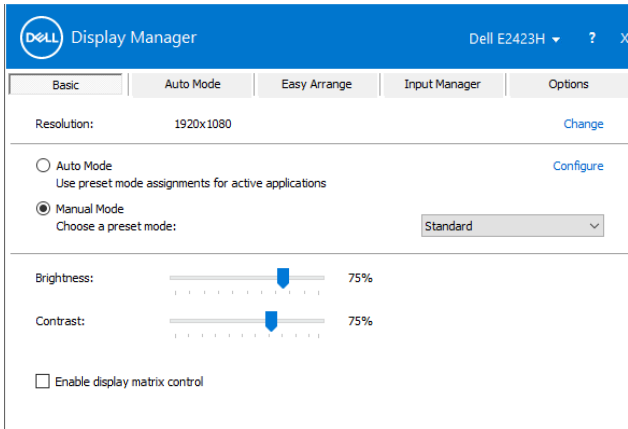 DELL Display Manager Dell E2423H ? X
Basic Auto Mode Easy Arrange Input Manager Options
Resolution: 1920x1080 Change
Auto Mode Configure
Use preset mode assignments for active applications
Manual Mode
Choose a preset mode: Standard
Brightness: 75%
Contrast: 75%
Enable display matrix control